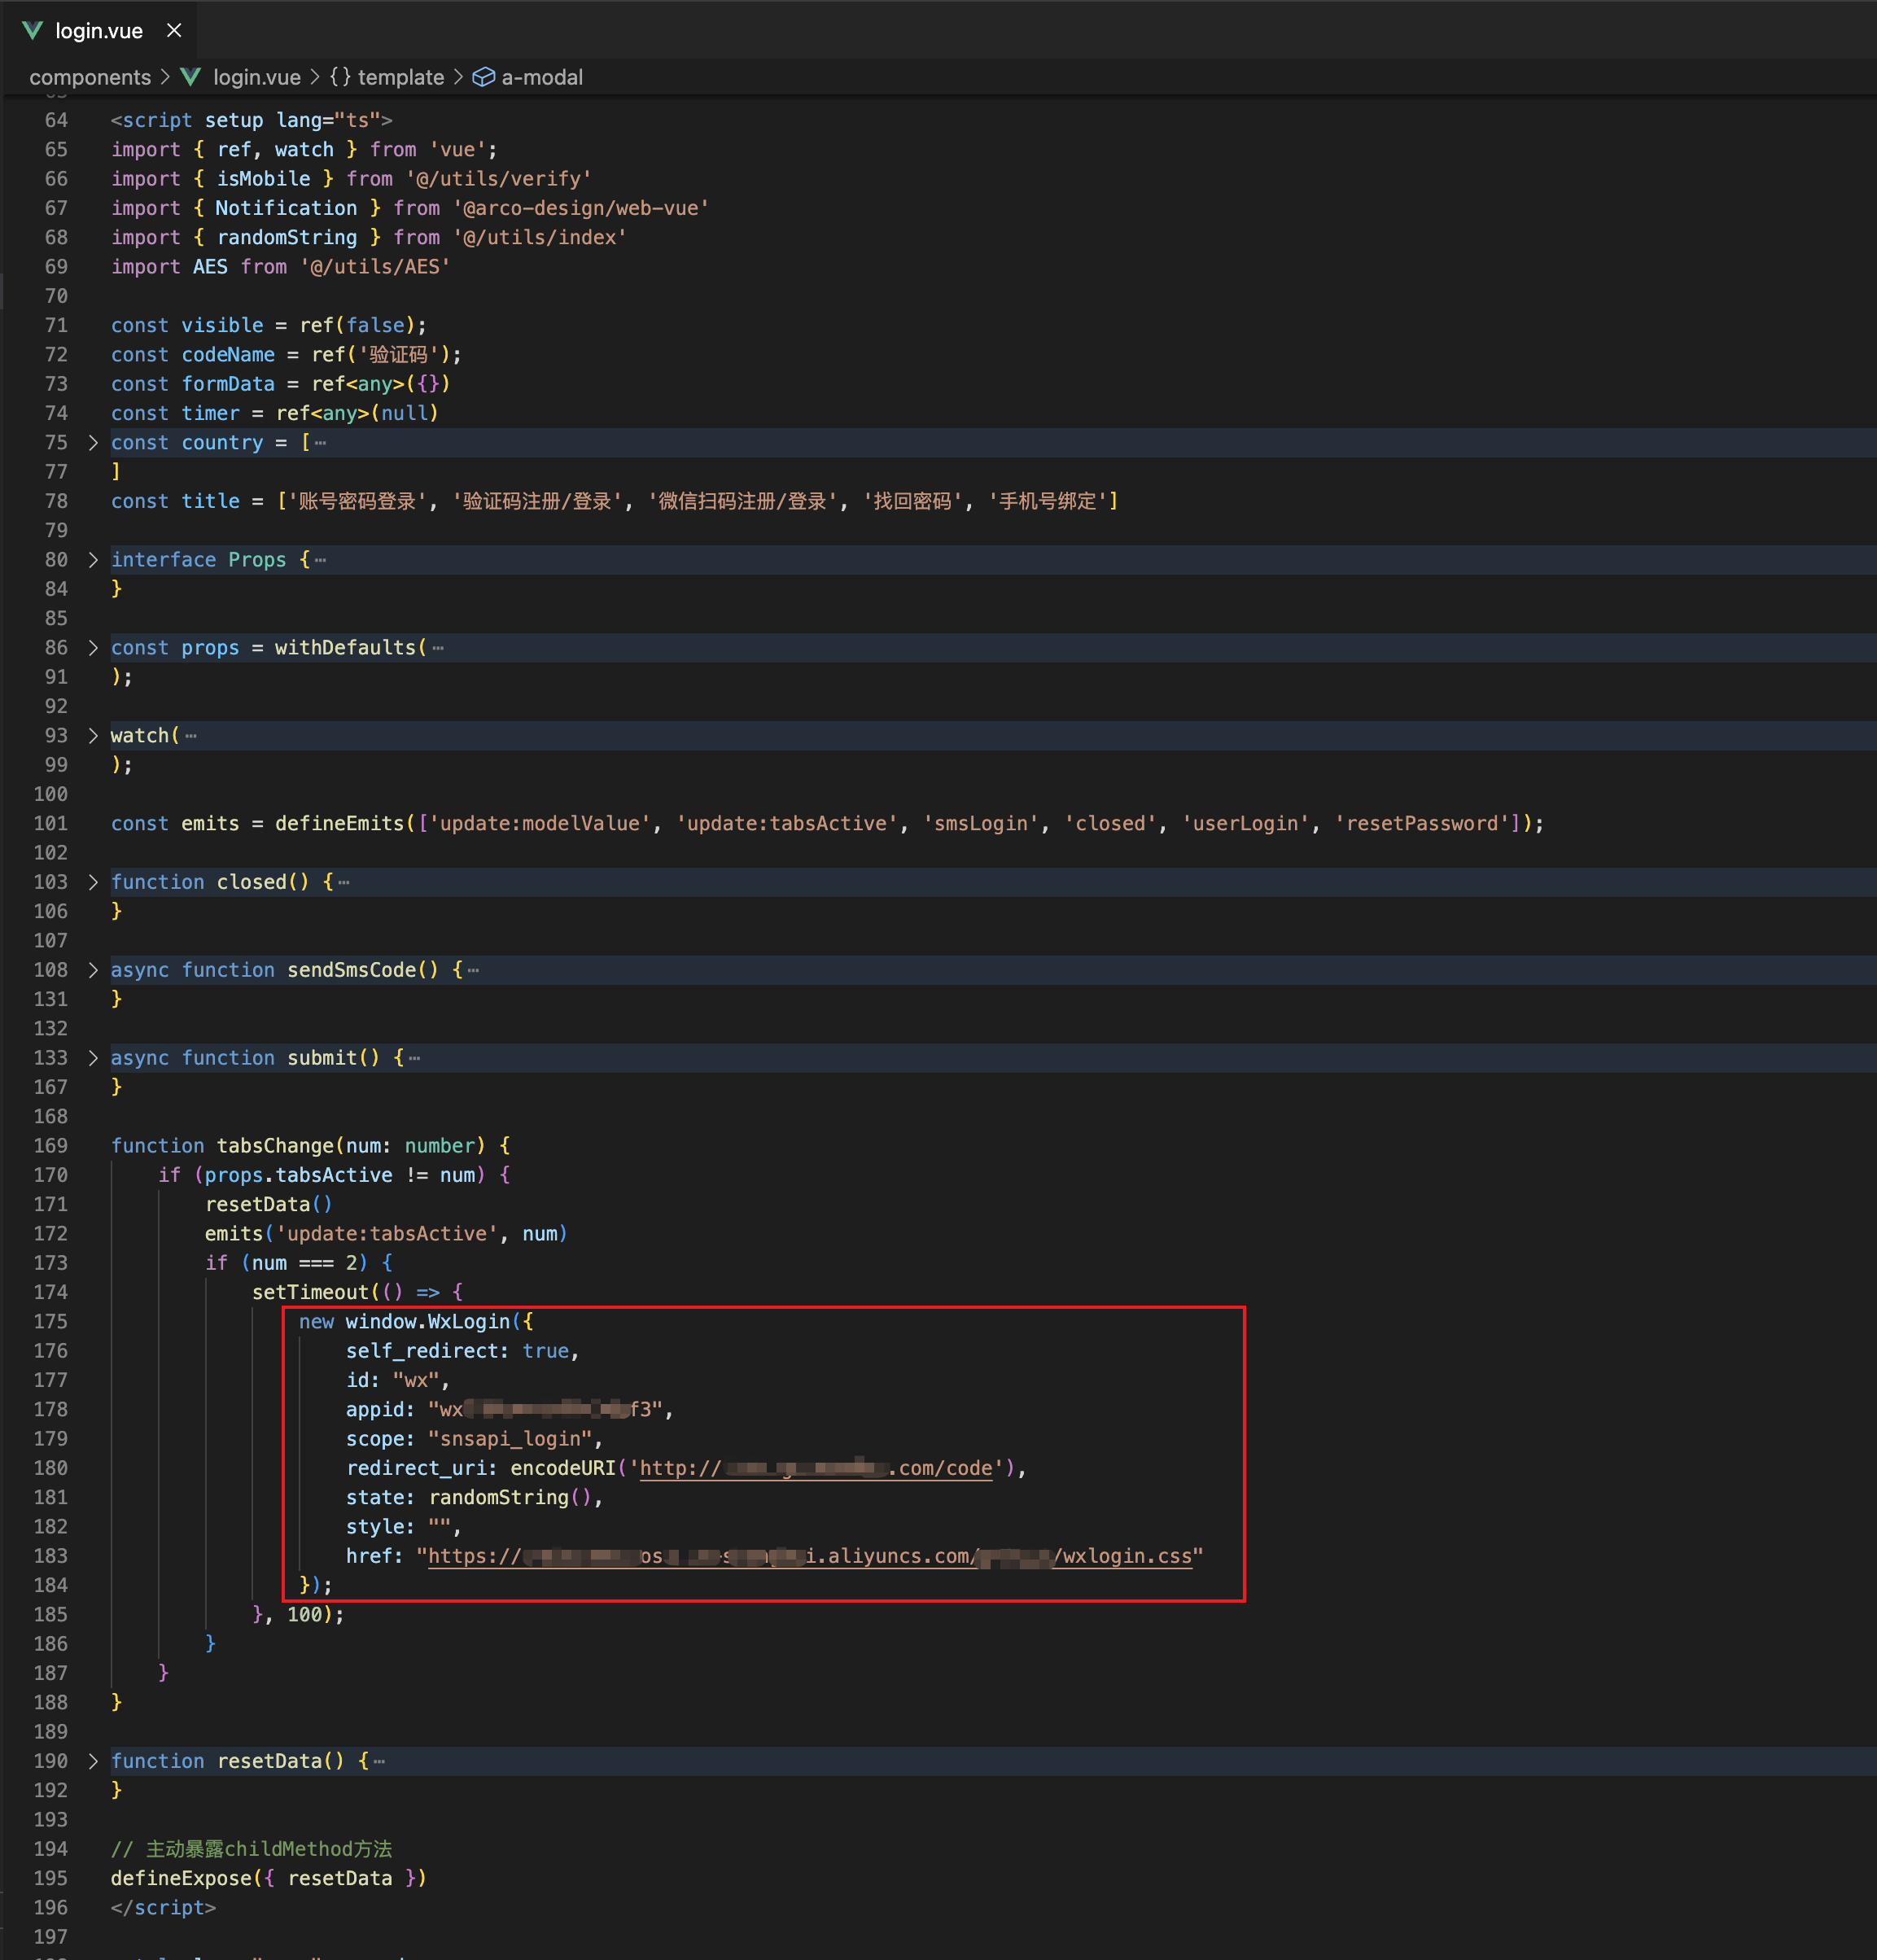 login.vue
components > login.vue > {} template > a-modal
64 <script setup lang="ts">
65 import { ref, watch } from 'vue';
66 import { isMobile } from '@/utils/verify'
67 import { Notification } from '@arco-design/web-vue'
68 import { randomString } from '@/utils/index'
69 import AES from '@/utils/AES'
70
71 const visible = ref(false);
72 const codeName = ref('验证码');
73 const formData = ref<any>({})
74 const timer = ref<any>(null)
75 > const country = [⋯
77 ]
78 const title = ['账号密码登录', '验证码注册/登录', '微信扫码注册/登录', '找回密码', '手机号绑定']
79
80 > interface Props {⋯
84 }
85
86 > const props = withDefaults(⋯
91 );
92
93 > watch(⋯
99 );
100
101 const emits = defineEmits(['update:modelValue', 'update:tabsActive', 'smsLogin', 'closed', 'userLogin', 'resetPassword']);
102
103 > function closed() {⋯
106 }
107
108 > async function sendSmsCode() {⋯
131 }
132
133 > async function submit() {⋯
167 }
168
169 function tabsChange(num: number) {
170     if (props.tabsActive != num) {
171         resetData()
172         emits('update:tabsActive', num)
173         if (num === 2) {
174             setTimeout(() => {
175                 new window.WxLogin({
176                     self_redirect: true,
177                     id: "wx",
178                     appid: "wx f3",
179                     scope: "snsapi_login",
180                     redirect_uri: encodeURI('http:// .com/code'),
181                     state: randomString(),
182                     style: "",
183                     href: "https:// i.aliyuncs.com/ /wxlogin.css"
184                 });
185             }, 100);
186         }
187     }
188 }
189
190 > function resetData() {⋯
192 }
193
194 // 主动暴露childMethod方法
195 defineExpose({ resetData })
196 </script>
197